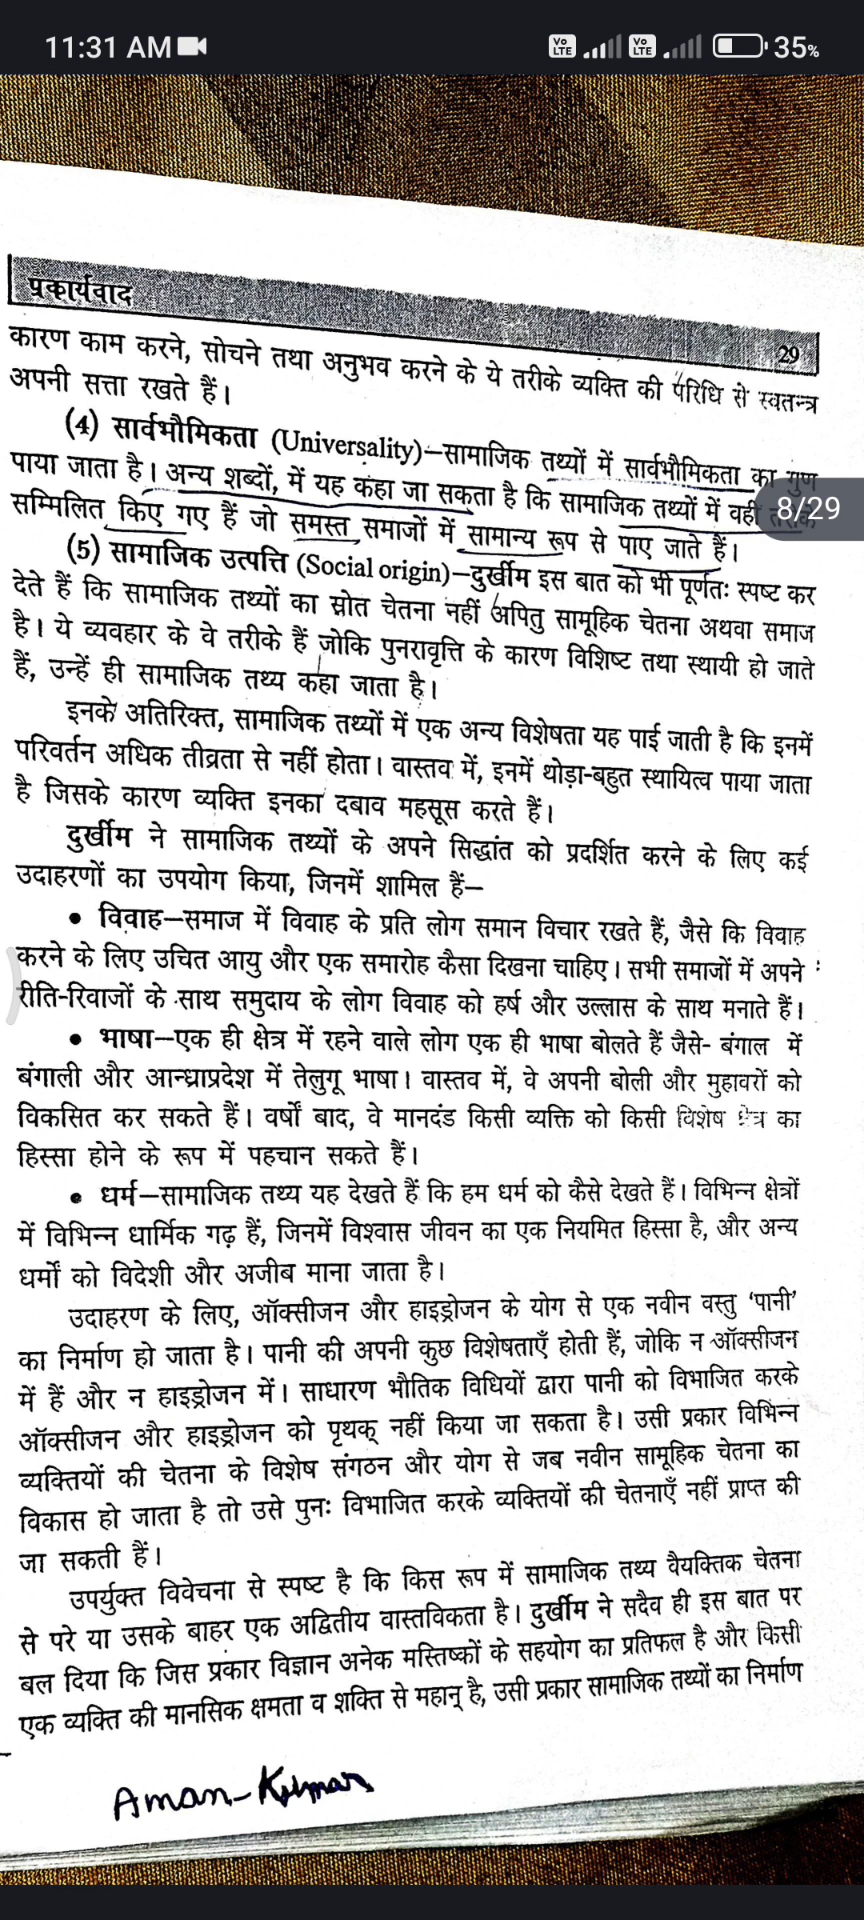 11:31 AM
Vo LTE
Vo LTE
35%
प्रकार्यवाद
29
कारण काम करने, सोचने तथा अनुभव करने के ये तरीके व्यक्ति की परिधि से स्वतन्त्र
अपनी सत्ता रखते हैं।
(4) सार्वभौमिकता (Universality)–सामाजिक तथ्यों में सार्वभौमिकता का गुण
पाया जाता है। अन्य शब्दों, में यह कहा जा सकता है कि सामाजिक तथ्यों में वही तरीके
8/29
सम्मिलित किए गए हैं जो समस्त समाजों में सामान्य रूप से पाए जाते हैं।
(5) सामाजिक उत्पत्ति (Social origin)–दुर्खीम इस बात को भी पूर्णतः स्पष्ट कर
देते हैं कि सामाजिक तथ्यों का स्रोत चेतना नहीं अपितु सामूहिक चेतना अथवा समाज
है। ये व्यवहार के वे तरीके हैं जोकि पुनरावृत्ति के कारण विशिष्ट तथा स्थायी हो जाते
हैं, उन्हें ही सामाजिक तथ्य कहा जाता है।
इनके अतिरिक्त, सामाजिक तथ्यों में एक अन्य विशेषता यह पाई जाती है कि इनमें
परिवर्तन अधिक तीव्रता से नहीं होता। वास्तव में, इनमें थोड़ा-बहुत स्थायित्व पाया जाता
है जिसके कारण व्यक्ति इनका दबाव महसूस करते हैं।
दुर्खीम ने सामाजिक तथ्यों के अपने सिद्धांत को प्रदर्शित करने के लिए कई
उदाहरणों का उपयोग किया, जिनमें शामिल हैं–
• विवाह–समाज में विवाह के प्रति लोग समान विचार रखते हैं, जैसे कि विवाह
करने के लिए उचित आयु और एक समारोह कैसा दिखना चाहिए। सभी समाजों में अपने
रीति-रिवाजों के साथ समुदाय के लोग विवाह को हर्ष और उल्लास के साथ मनाते हैं।
• भाषा–एक ही क्षेत्र में रहने वाले लोग एक ही भाषा बोलते हैं जैसे- बंगाल में
बंगाली और आन्ध्राप्रदेश में तेलुगू भाषा। वास्तव में, वे अपनी बोली और मुहावरों को
विकसित कर सकते हैं। वर्षों बाद, वे मानदंड किसी व्यक्ति को किसी विशेष क्षेत्र का
हिस्सा होने के रूप में पहचान सकते हैं।
• धर्म–सामाजिक तथ्य यह देखते हैं कि हम धर्म को कैसे देखते हैं। विभिन्न क्षेत्रों
में विभिन्न धार्मिक गढ़ हैं, जिनमें विश्वास जीवन का एक नियमित हिस्सा है, और अन्य
धर्मों को विदेशी और अजीब माना जाता है।
उदाहरण के लिए, ऑक्सीजन और हाइड्रोजन के योग से एक नवीन वस्तु ‘पानी’
का निर्माण हो जाता है। पानी की अपनी कुछ विशेषताएँ होती हैं, जोकि न ऑक्सीजन
में हैं और न हाइड्रोजन में। साधारण भौतिक विधियों द्वारा पानी को विभाजित करके
ऑक्सीजन और हाइड्रोजन को पृथक् नहीं किया जा सकता है। उसी प्रकार विभिन्न
व्यक्तियों की चेतना के विशेष संगठन और योग से जब नवीन सामूहिक चेतना का
विकास हो जाता है तो उसे पुनः विभाजित करके व्यक्तियों की चेतनाएँ नहीं प्राप्त की
जा सकती हैं।
उपर्युक्त विवेचना से स्पष्ट है कि किस रूप में सामाजिक तथ्य वैयक्तिक चेतना
से परे या उसके बाहर एक अद्वितीय वास्तविकता है। दुर्खीम ने सदैव ही इस बात पर
बल दिया कि जिस प्रकार विज्ञान अनेक मस्तिष्कों के सहयोग का प्रतिफल है और किसी
एक व्यक्ति की मानसिक क्षमता व शक्ति से महान् है, उसी प्रकार सामाजिक तथ्यों का निर्माण
Aman-Kumar